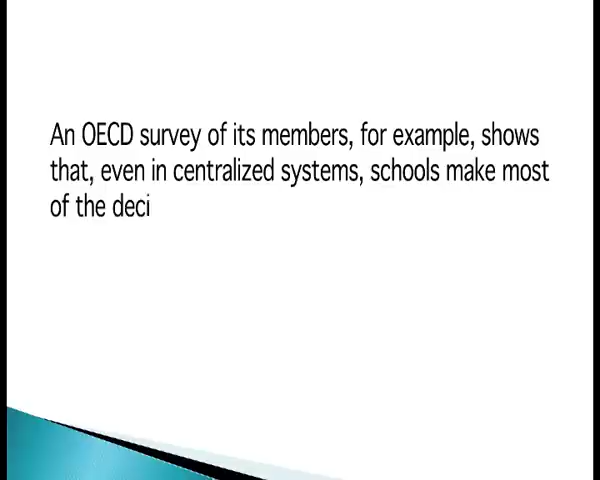 An OECD survey of its members, for example, shows
that, even in centralized systems, schools make most
of the deci